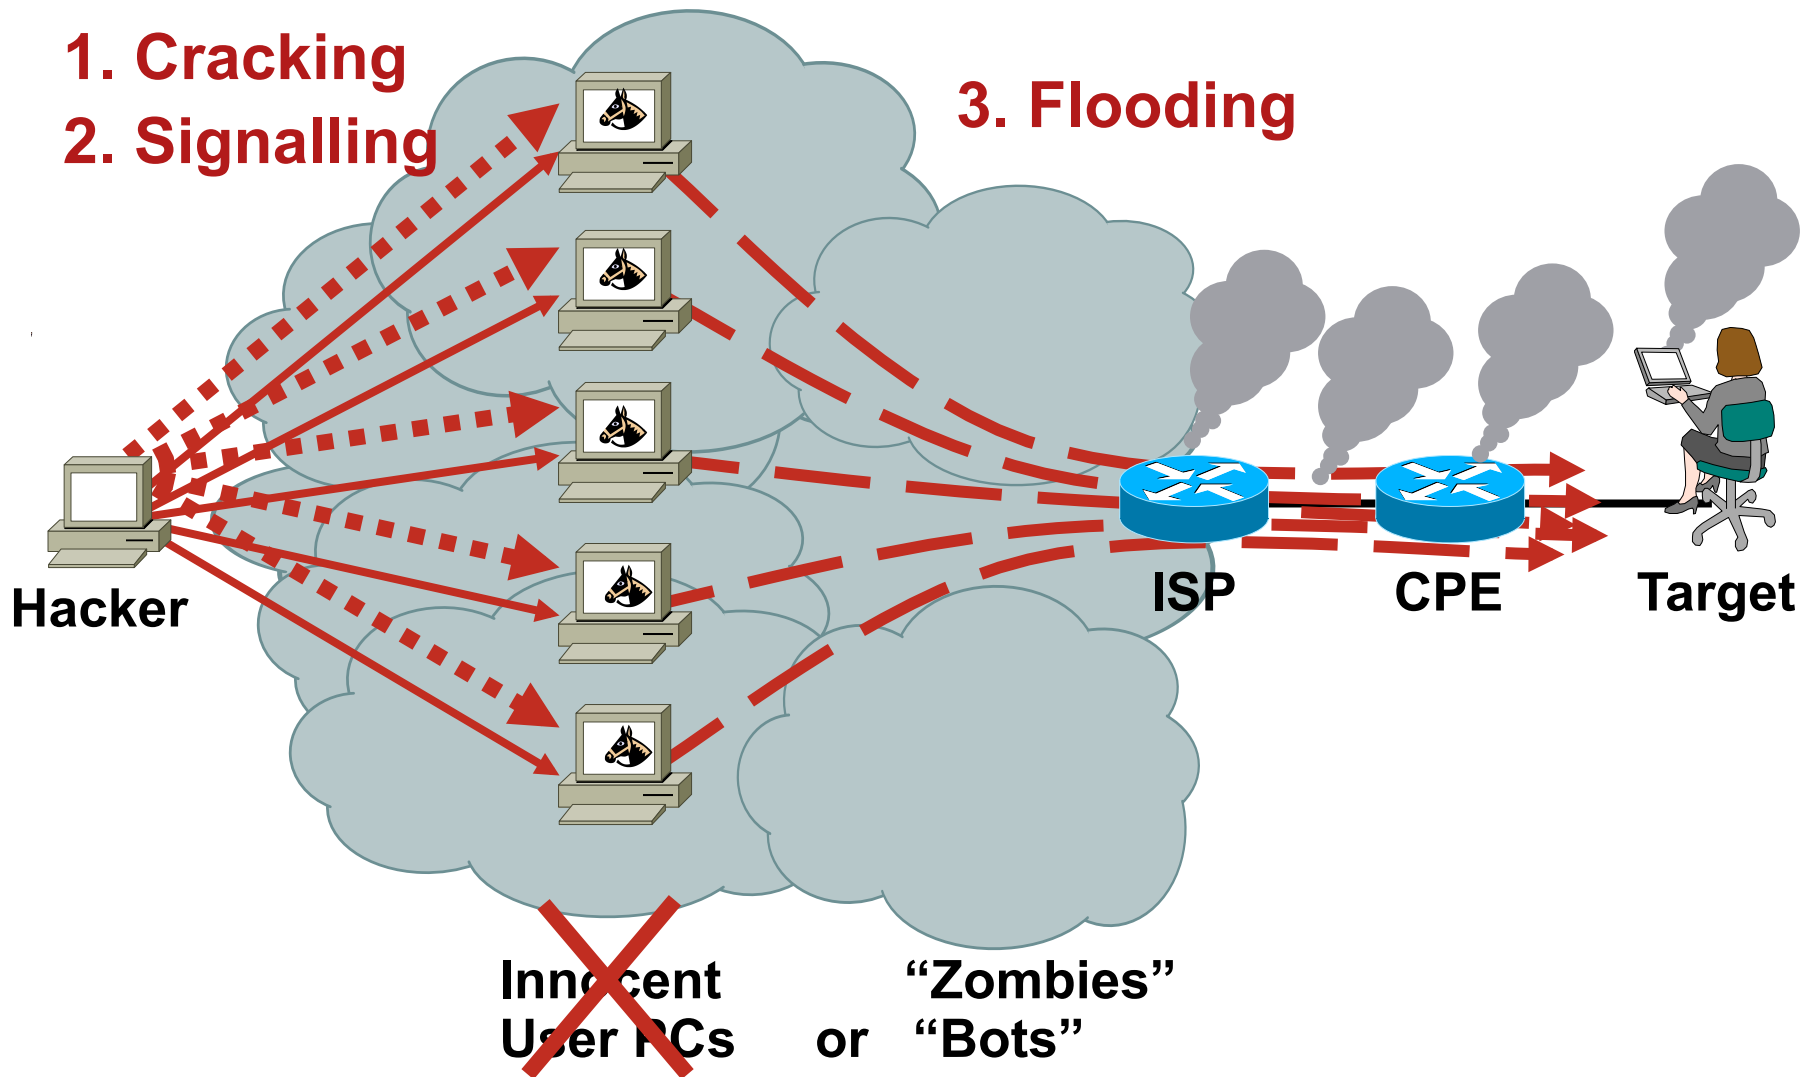 1. Cracking
2. Signalling
3. Flooding
Hacker
ISP
CPE
Target
Innocent
User PCs
or
“Zombies”
“Bots”